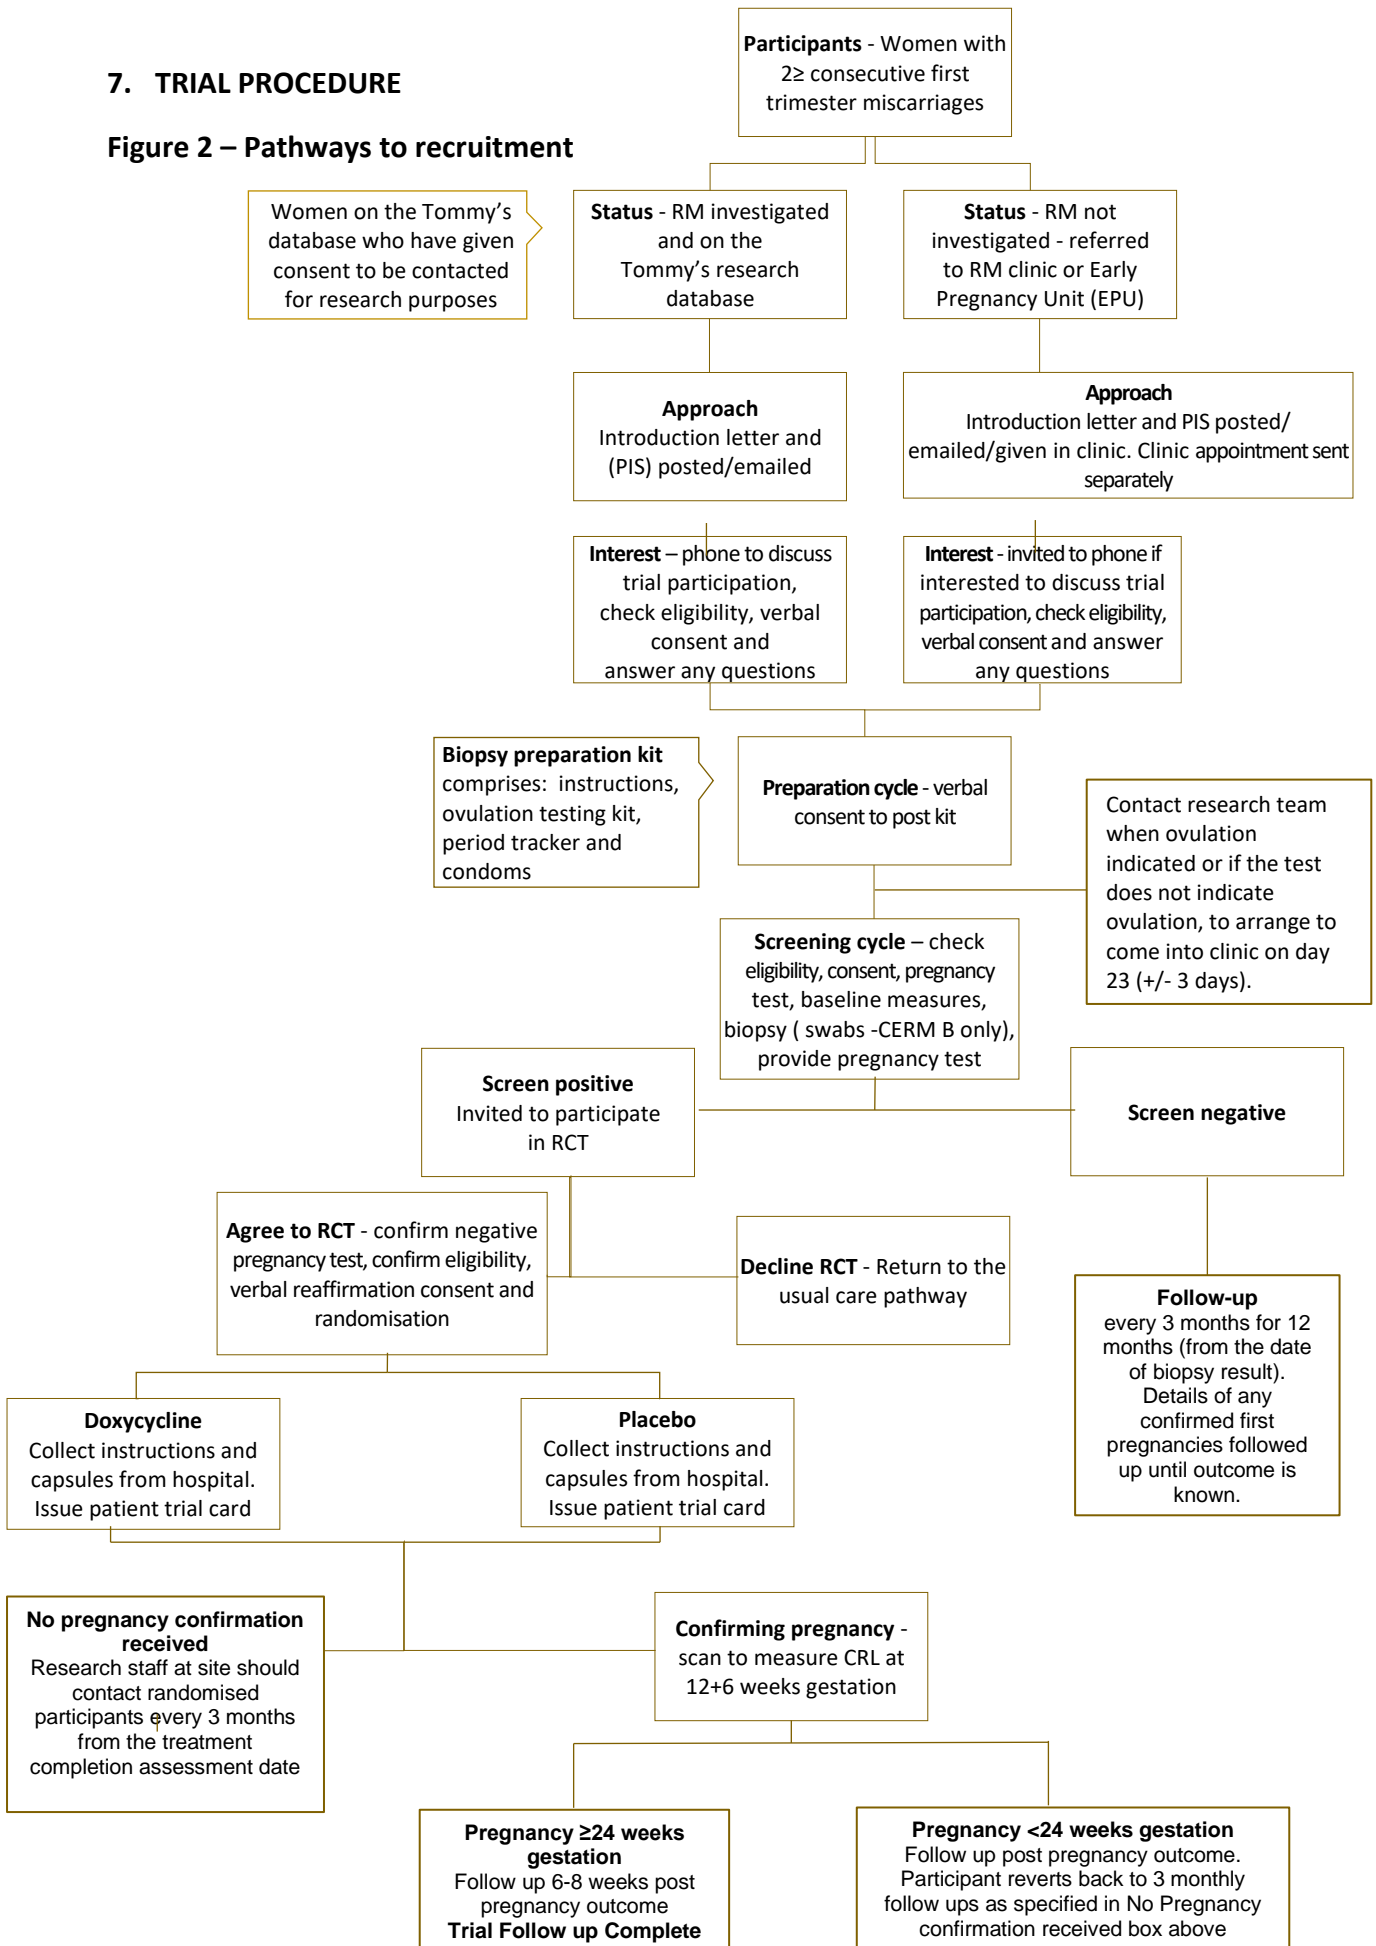 Participants - Women with
2≥ consecutive first
trimester miscarriages
7. TRIAL PROCEDURE
Figure 2 – Pathways to recruitment
Women on the Tommy's
database who have given
consent to be contacted
for research purposes
Status - RM investigated
and on the
Tommy's research
database
Status - RM not
investigated - referred
to RM clinic or Early
Pregnancy Unit (EPU)
Approach
Introduction letter and
(PIS) posted/emailed
Approach
Introduction letter and PIS posted/
emailed/given in clinic. Clinic appointment sent
separately
Interest – phone to discuss
trial participation,
check eligibility, verbal
consent and
answer any questions
Interest - invited to phone if
interested to discuss trial
participation, check eligibility,
verbal consent and answer
any questions
Biopsy preparation kit
comprises: instructions,
ovulation testing kit,
period tracker and
condoms
Preparation cycle - verbal
consent to post kit
Contact research team
when ovulation
indicated or if the test
does not indicate
ovulation, to arrange to
come into clinic on day
23 (+/- 3 days).
Screening cycle – check
eligibility, consent, pregnancy
test, baseline measures,
biopsy ( swabs -CERM B only),
provide pregnancy test
Screen positive
Invited to participate
in RCT
Screen negative
Agree to RCT - confirm negative
pregnancy test, confirm eligibility,
verbal reaffirmation consent and
randomisation
Decline RCT - Return to the
usual care pathway
Follow-up
every 3 months for 12
months (from the date
of biopsy result).
Details of any
confirmed first
pregnancies followed
up until outcome is
known.
Doxycycline
Collect instructions and
capsules from hospital.
Issue patient trial card
Placebo
Collect instructions and
capsules from hospital.
Issue patient trial card
No pregnancy confirmation
received
Research staff at site should
contact randomised
participants every 3 months
from the treatment
completion assessment date
Confirming pregnancy -
scan to measure CRL at
12+6 weeks gestation
Pregnancy ≥24 weeks
gestation
Follow up 6-8 weeks post
pregnancy outcome
Trial Follow up Complete
Pregnancy <24 weeks gestation
Follow up post pregnancy outcome.
Participant reverts back to 3 monthly
follow ups as specified in No Pregnancy
confirmation received box above